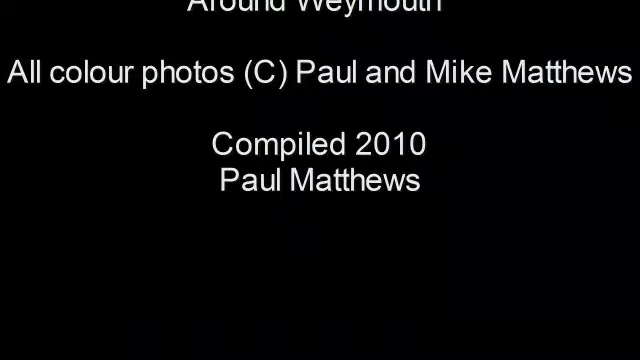 Around Weymouth
All colour photos (C) Paul and Mike Matthews
Compiled 2010
Paul Matthews